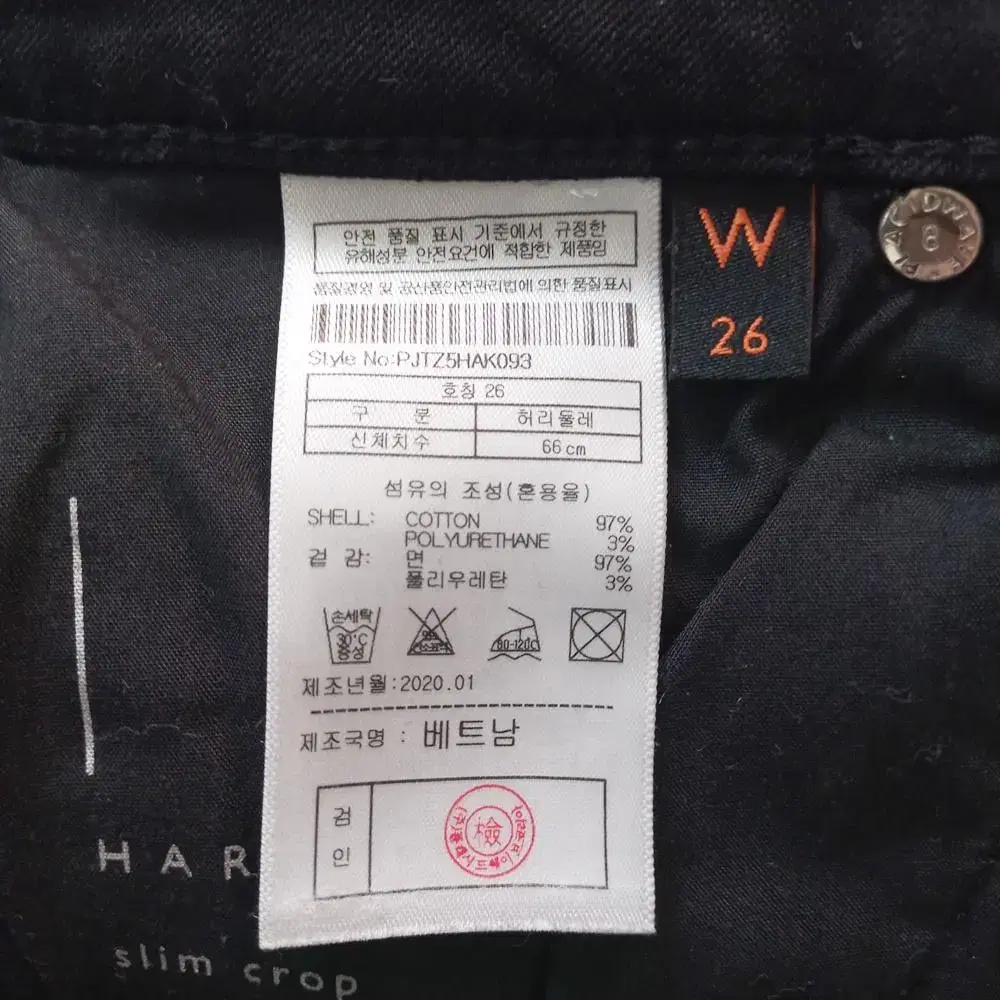 안전 품질 표시 기준에서 규정한
유해성분 안전요건에 적합한 제품임
품질경영 및 공산품안전관리법에 의한 품질표시
Style No:PJTZ5HAK093
호칭 26
구 분 허리둘레
신체치수 66cm
섬유의 조성(혼용율)
SHELL: COTTON 97%
POLYURETHANE 3%
겉 감: 면 97%
폴리우레탄 3%
손세탁
30°C
중성
80-120℃
제조년월:2020.01
제조국명 : 베트남
검
인
檢
W
26
8
HAR
slim crop